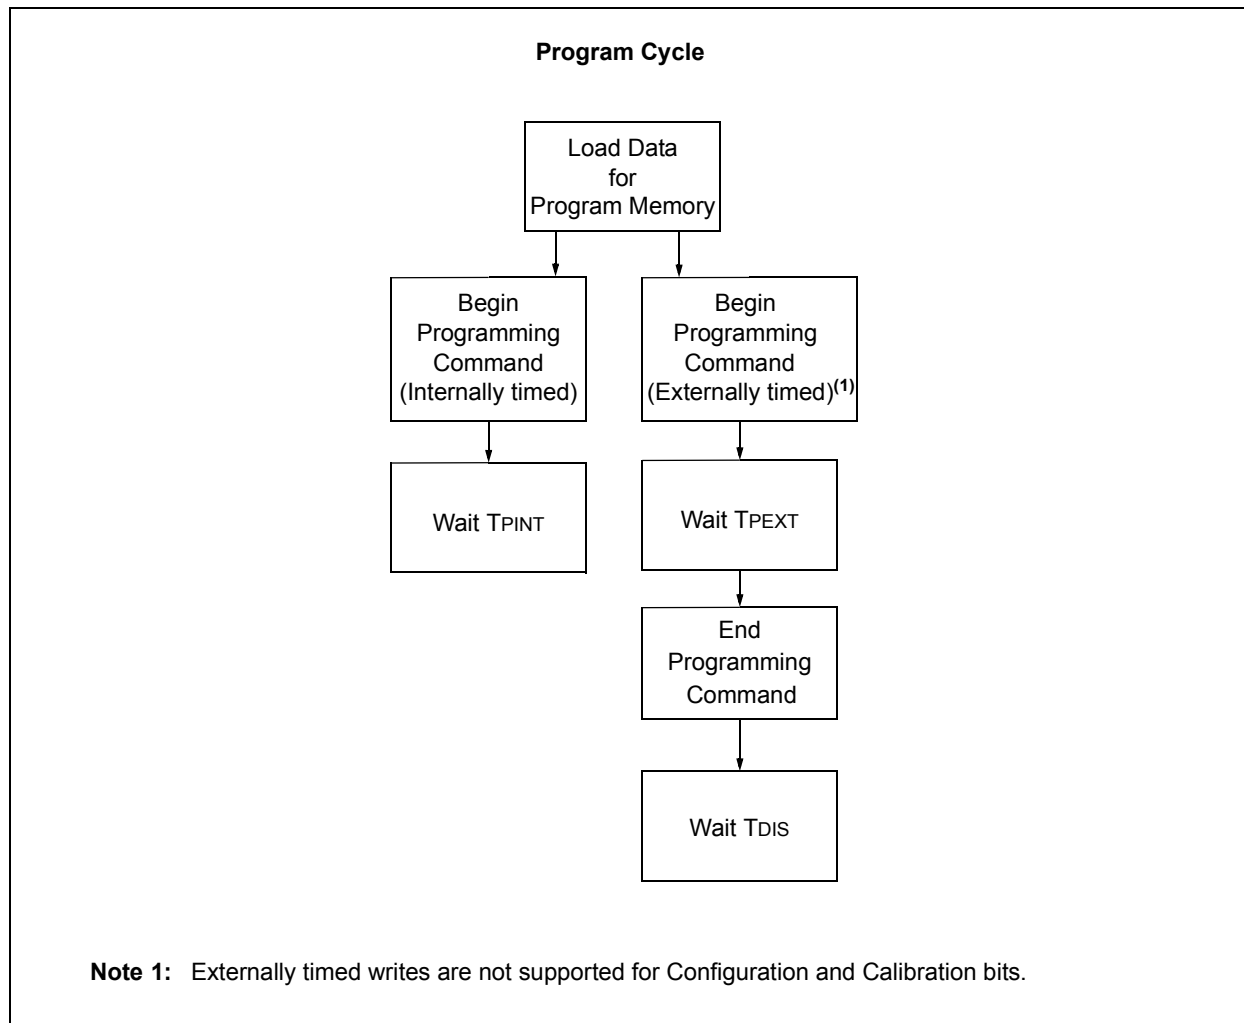 Program Cycle
Load Data
for
Program Memory
Begin
Programming
Command
(Internally timed)
Begin
Programming
Command
(Externally timed)(1)
Wait TPINT
Wait TPEXT
End
Programming
Command
Wait TDIS
Note 1: Externally timed writes are not supported for Configuration and Calibration bits.